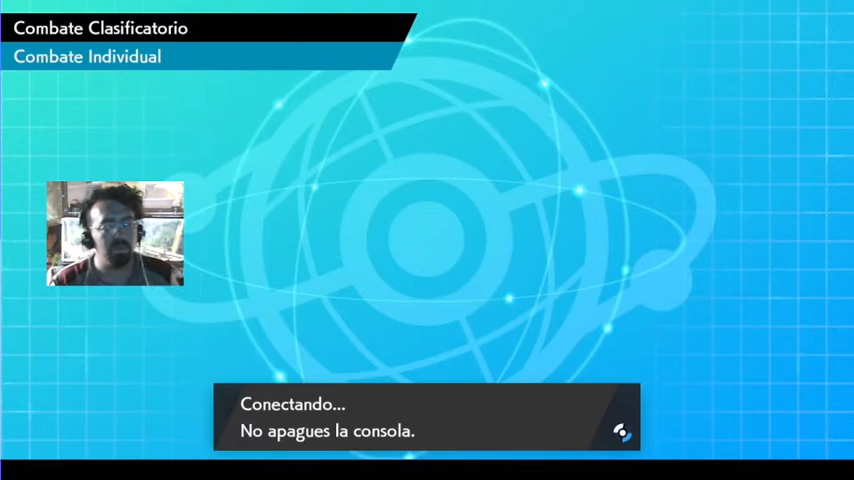 Combate Clasificatorio
Combate Individual
Conectando...
No apagues la consola.